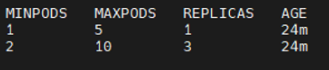 MINPODS MAXPODS REPLICAS AGE
1 5 1 24m
2 10 3 24m